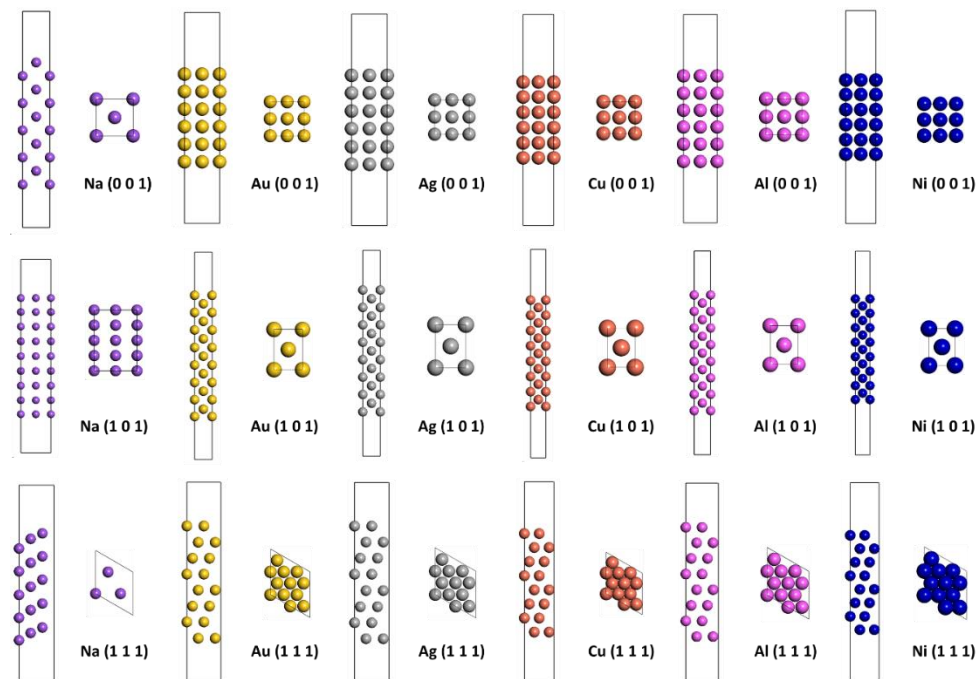 Na (0 0 1)
Au (0 0 1)
Ag (0 0 1)
Cu (0 0 1)
Al (0 0 1)
Ni (0 0 1)
Na (1 0 1)
Au (1 0 1)
Ag (1 0 1)
Cu (1 0 1)
Al (1 0 1)
Ni (1 0 1)
Na (1 1 1)
Au (1 1 1)
Ag (1 1 1)
Cu (1 1 1)
Al (1 1 1)
Ni (1 1 1)